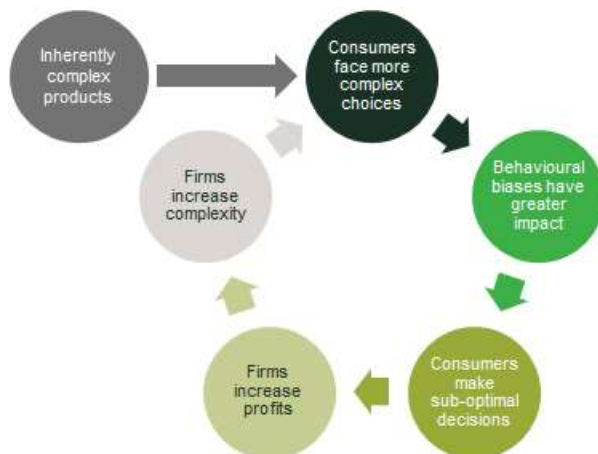 Inherently
complex
products
Consumers
face more
complex
choices
Behavioural
biases have
greater
impact
Consumers
make
sub-optimal
decisions
Firms
increase
profits
Firms
increase
complexity